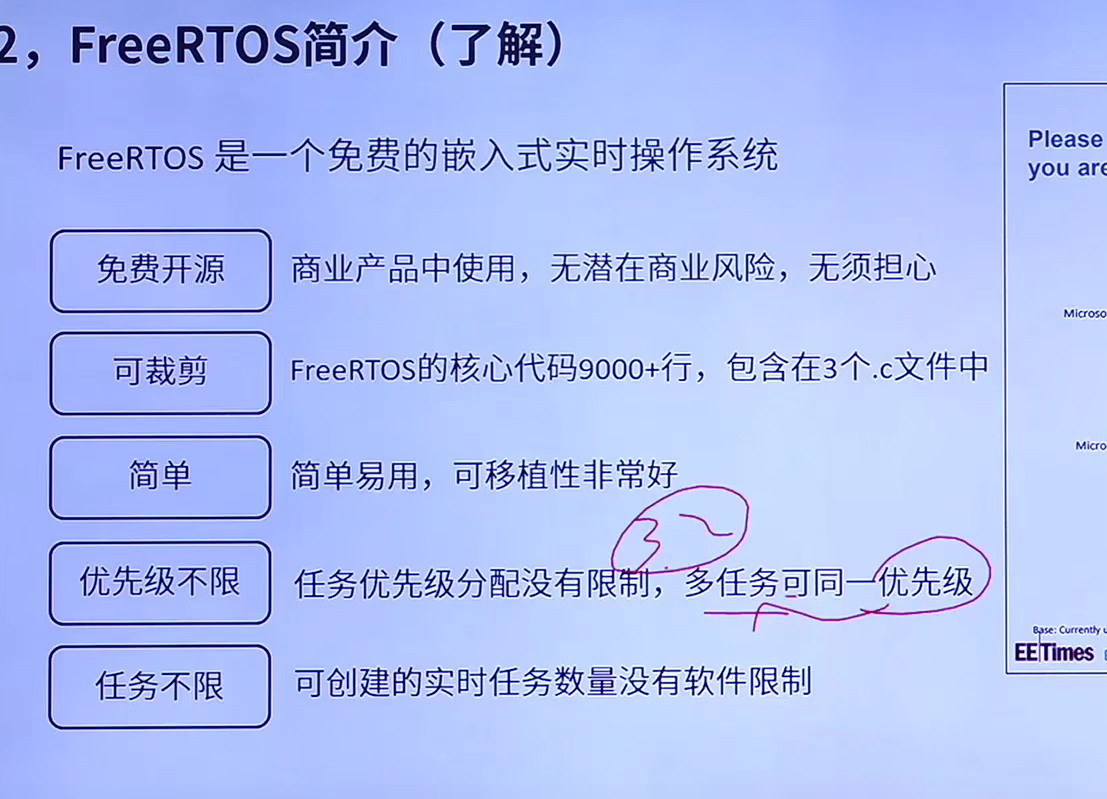 2，FreeRTOS简介（了解）
FreeRTOS 是一个免费的嵌入式实时操作系统
免费开源
商业产品中使用，无潜在商业风险，无须担心
可裁剪
FreeRTOS的核心代码9000+行，包含在3个.c文件中
简单
简单易用，可移植性非常好
优先级不限
任务优先级分配没有限制，多任务可同一优先级
任务不限
可创建的实时任务数量没有软件限制
Please
you are
Microso
Micro
Base: Currently u
EETimes